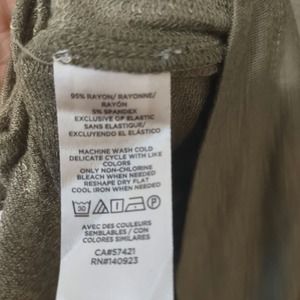 95% RAYON/ RAYONNE/
RAYÓN
5% SPANDEX
EXCLUSIVE OF ELASTIC
SANS ELASTIQUE/
EXCLUYENDO EL ELÁSTICO
MACHINE WASH COLD
DELICATE CYCLE WITH LIKE
COLORS
ONLY NON-CHLORINE
BLEACH WHEN NEEDED
RESHAPE DRY FLAT
COOL IRON WHEN NEEDED
30
AVEC DES COULEURS
SEMBLABLES / CON
COLORES SIMILARES
CA#57421
RN#140923